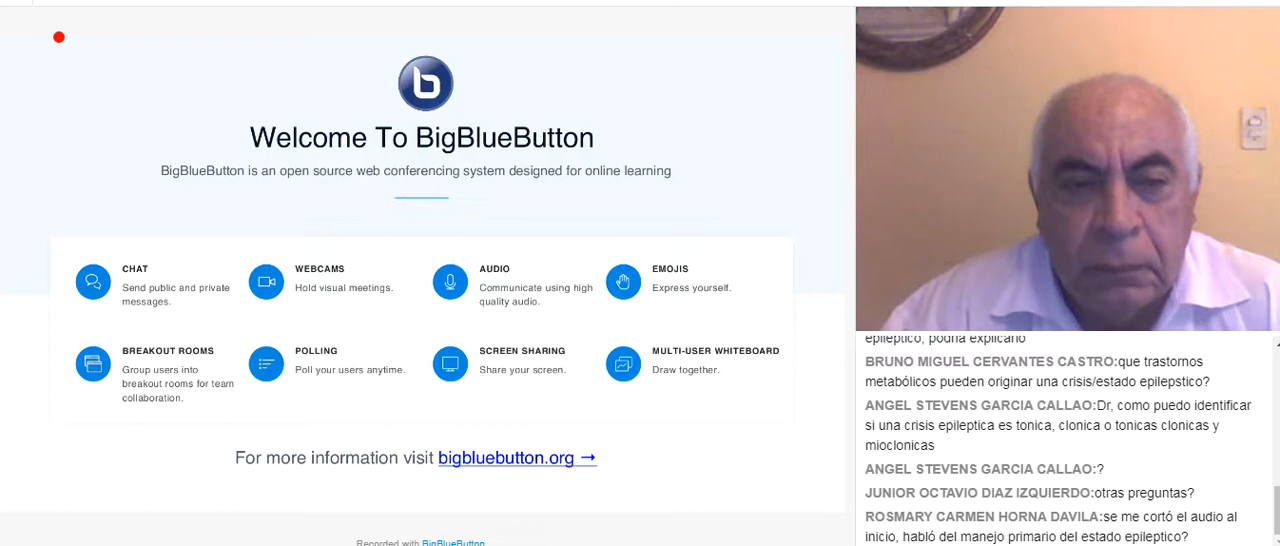 Welcome To BigBlueButton
BigBlueButton is an open source web conferencing system designed for online learning
CHAT
Send public and private
messages.
WEBCAMS
Hold visual meetings.
AUDIO
Communicate using high
quality audio.
EMOJIS
Express yourself.
BREAKOUT ROOMS
Group users into
breakout rooms for team
collaboration.
POLLING
Poll your users anytime.
SCREEN SHARING
Share your screen.
MULTI-USER WHITEBOARD
Draw together.
For more information visit bigbluebutton.org →
Recorded with BigBlueButton
epileptico, podria explicarlo
BRUNO MIGUEL CERVANTES CASTRO:que trastornos
metabólicos pueden originar una crisis/estado epilepstico?
ANGEL STEVENS GARCIA CALLAO:Dr, como puedo identificar
si una crisis epileptica es tonica, clonica o tonicas clonicas y
mioclonicas
ANGEL STEVENS GARCIA CALLAO:?
JUNIOR OCTAVIO DIAZ IZQUIERDO:otras preguntas?
ROSMARY CARMEN HORNA DAVILA:se me cortó el audio al
inicio, habló del manejo primario del estado epileptico?